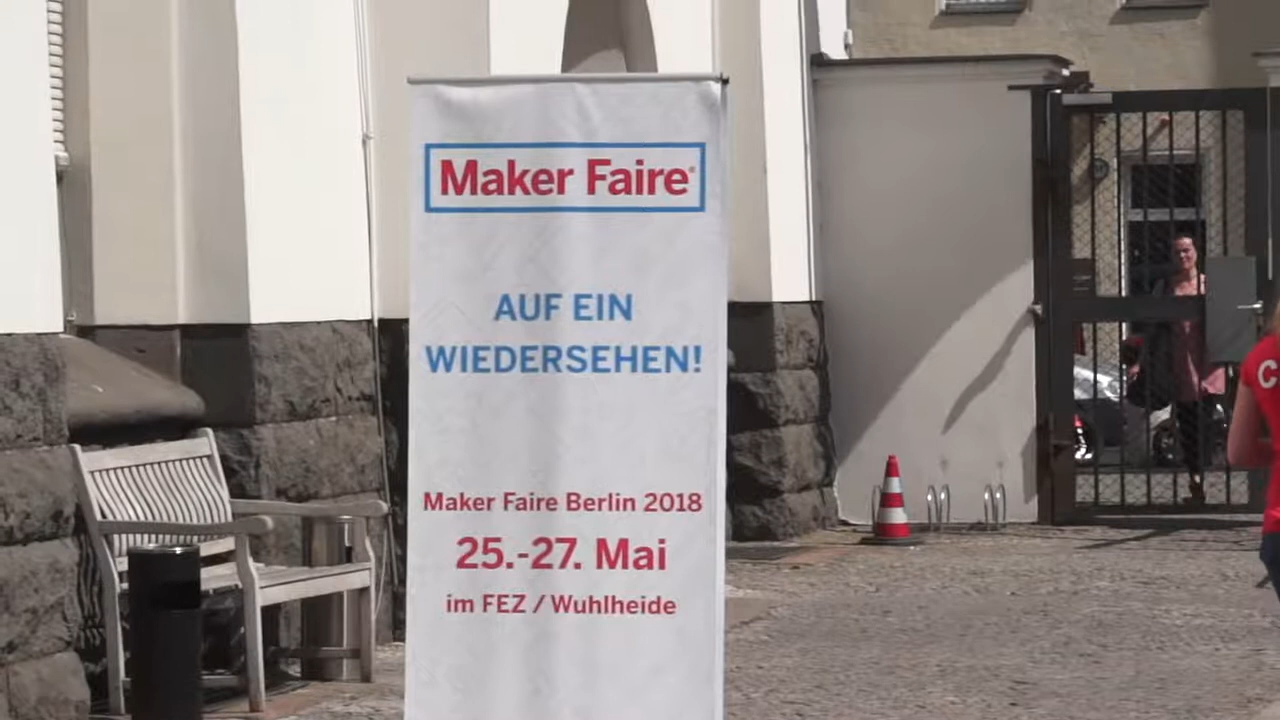 Maker Faire®
AUF EIN
WIEDERSEHEN!
Maker Faire Berlin 2018
25.-27. Mai
im FEZ / Wuhlheide
C